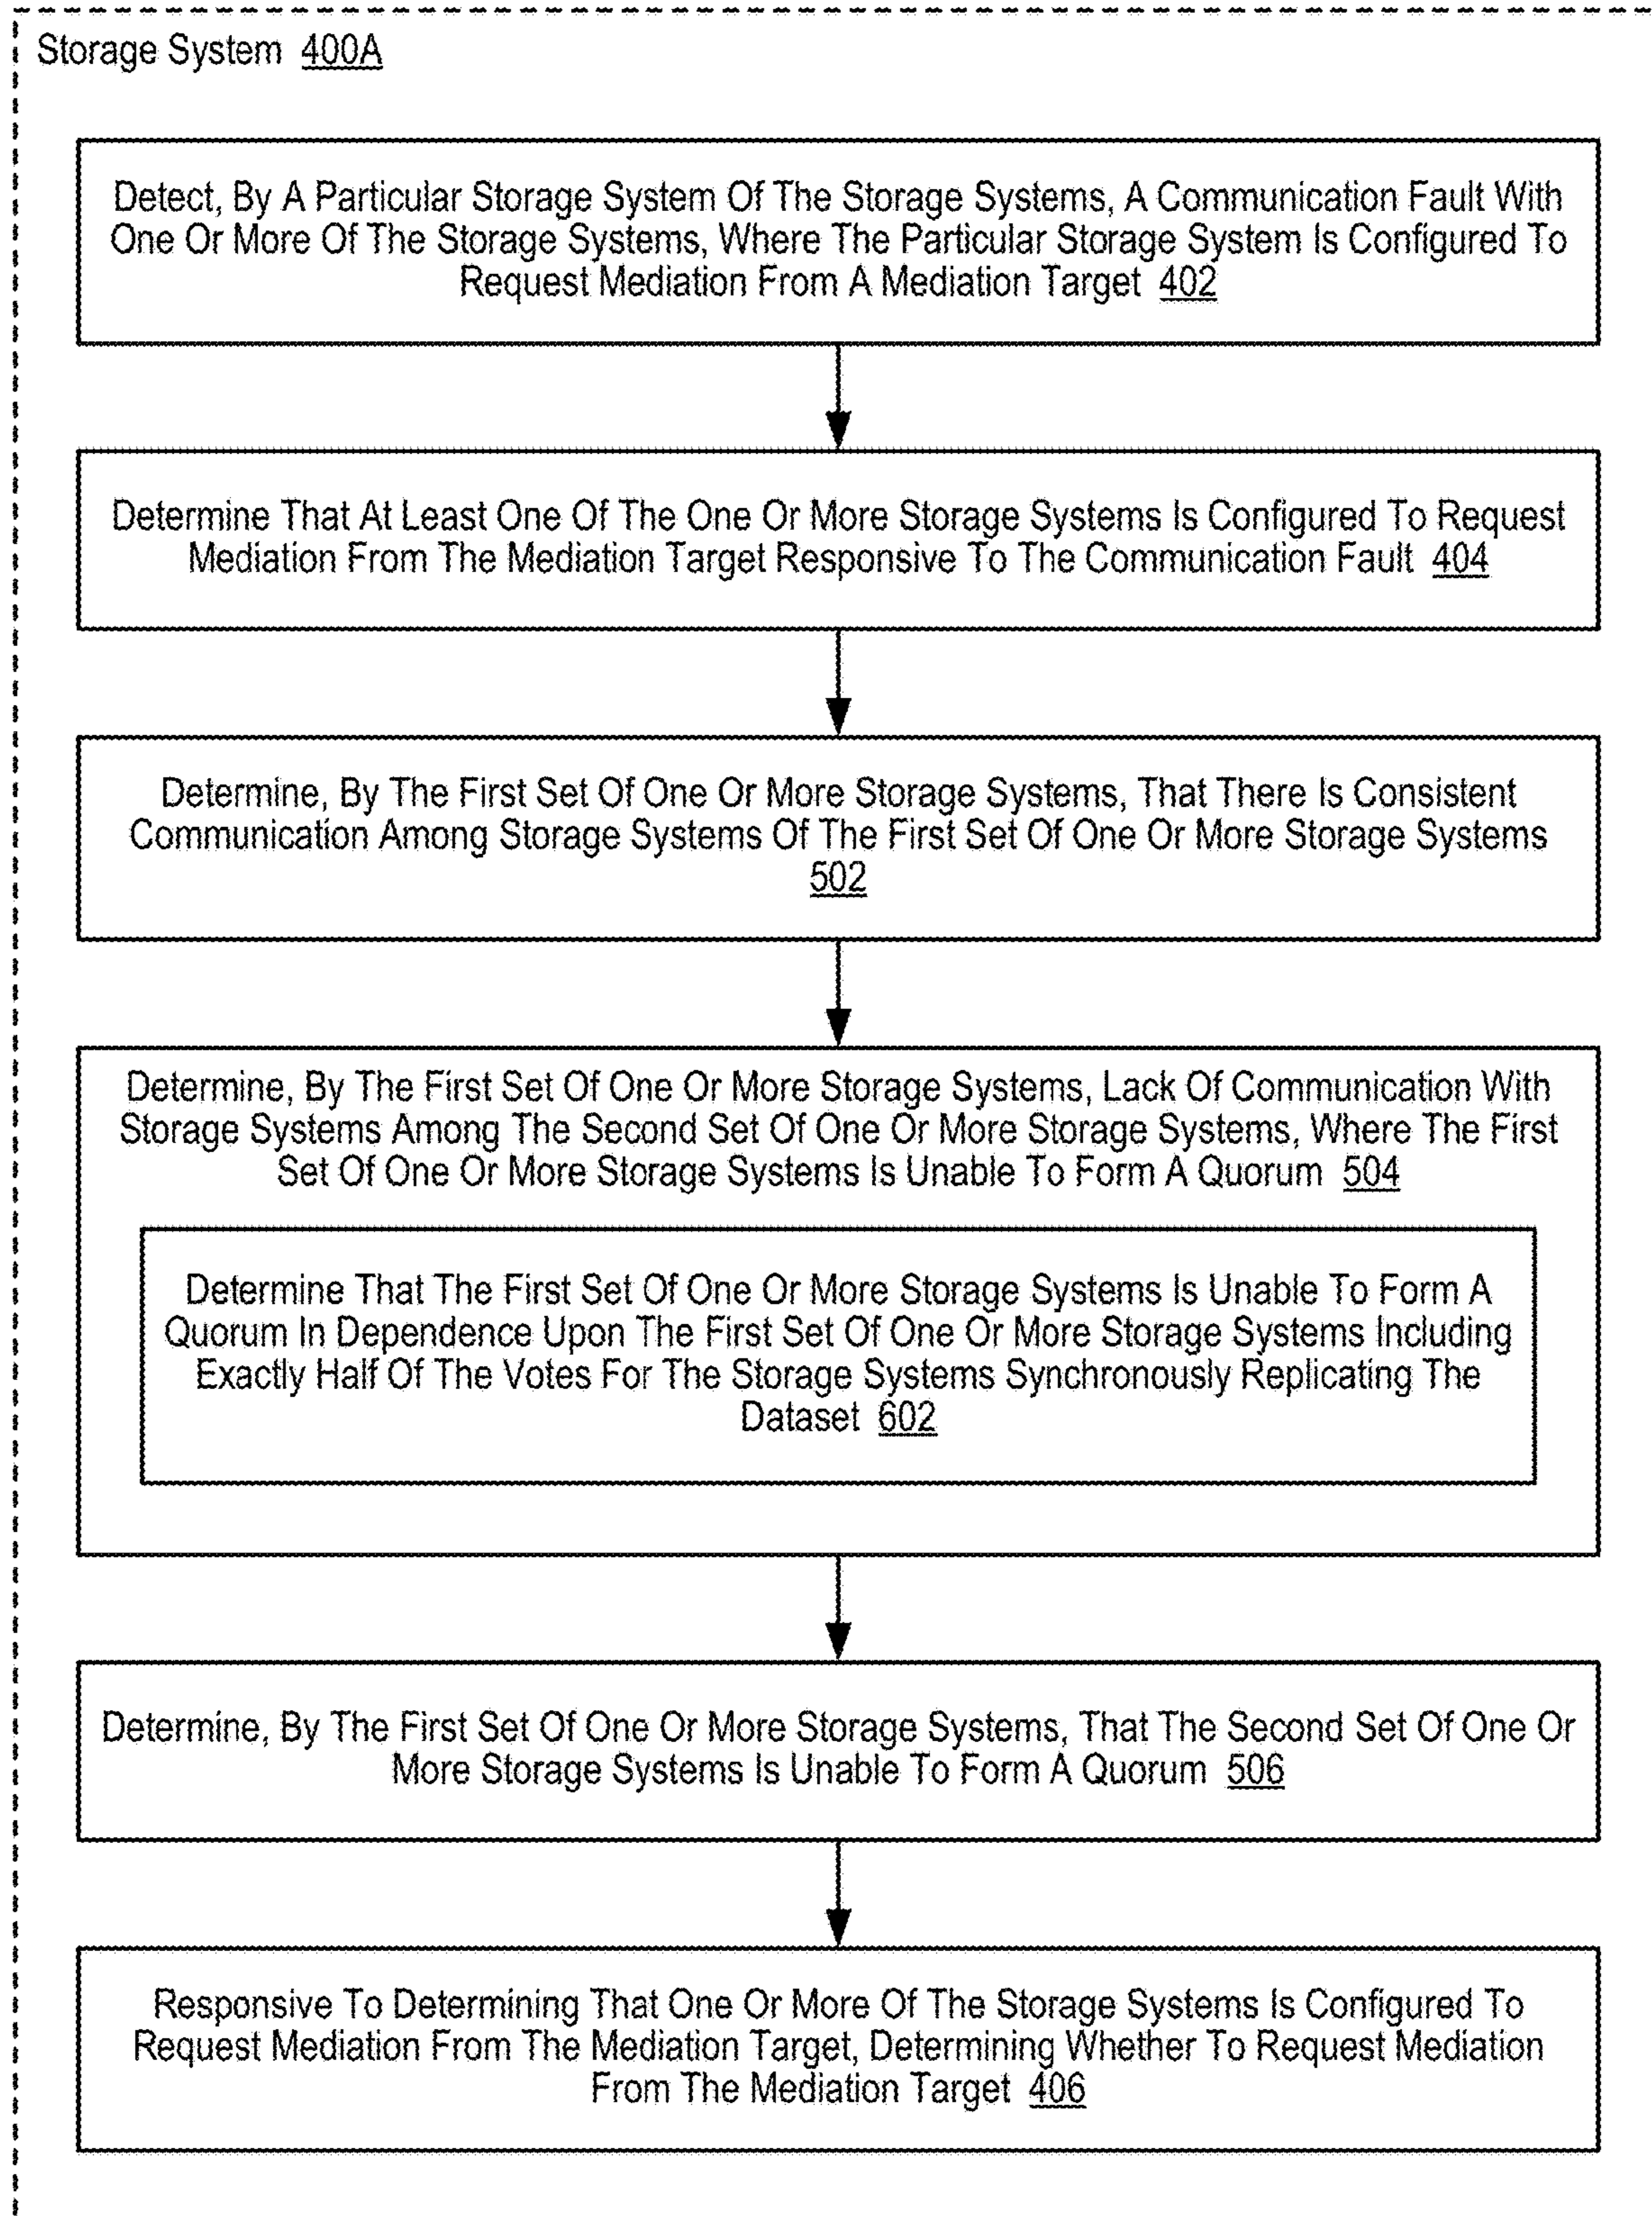 Storage System 400A
Detect, By A Particular Storage System Of The Storage Systems, A Communication Fault With
One Or More Of The Storage Systems, Where The Particular Storage System Is Configured To
Request Mediation From A Mediation Target 402
Determine That At Least One Of The One Or More Storage Systems Is Configured To Request
Mediation From The Mediation Target Responsive To The Communication Fault 404
Determine, By The First Set Of One Or More Storage Systems, That There Is Consistent
Communication Among Storage Systems Of The First Set Of One Or More Storage Systems
502
Determine, By The First Set Of One Or More Storage Systems, Lack Of Communication With
Storage Systems Among The Second Set Of One Or More Storage Systems, Where The First
Set Of One Or More Storage Systems Is Unable To Form A Quorum 504
Determine That The First Set Of One Or More Storage Systems Is Unable To Form A
Quorum In Dependence Upon The First Set Of One Or More Storage Systems Including
Exactly Half Of The Votes For The Storage Systems Synchronously Replicating The
Dataset 602
Determine, By The First Set Of One Or More Storage Systems, That The Second Set Of One Or
More Storage Systems Is Unable To Form A Quorum 506
Responsive To Determining That One Or More Of The Storage Systems Is Configured To
Request Mediation From The Mediation Target, Determining Whether To Request Mediation
From The Mediation Target 406